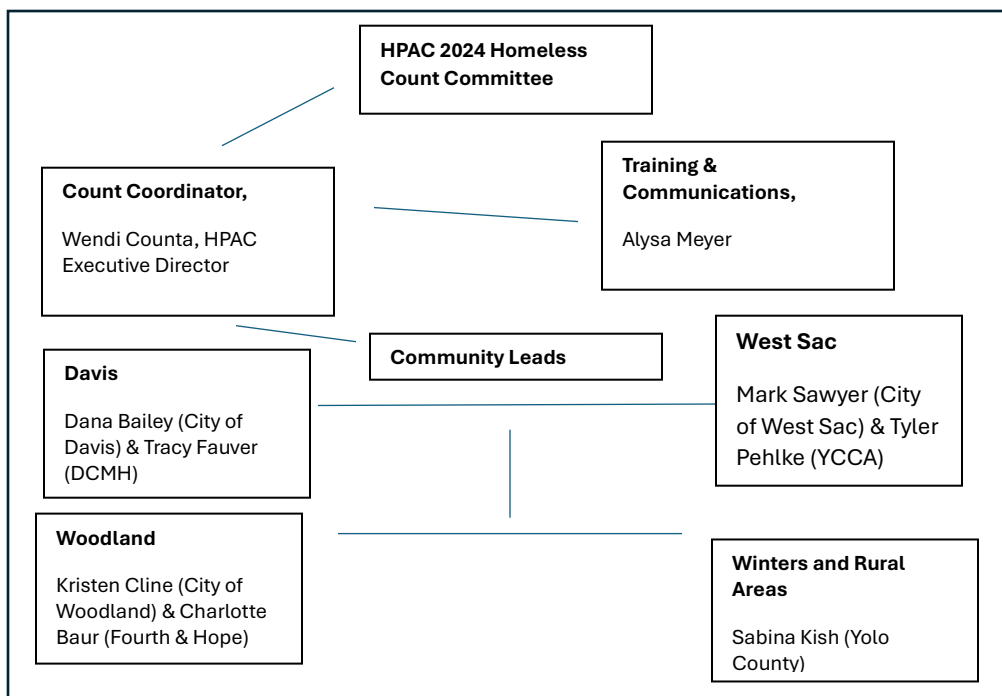 HPAC 2024 Homeless
Count Committee
Count Coordinator,
Wendi Counta, HPAC
Executive Director
Training &
Communications,
Alysa Meyer
Community Leads
Davis
Dana Bailey (City of
Davis) & Tracy Fauver
(DCMH)
West Sac
Mark Sawyer (City
of West Sac) & Tyler
Pehlke (YCCA)
Woodland
Kristen Cline (City of
Woodland) & Charlotte
Baur (Fourth & Hope)
Winters and Rural
Areas
Sabina Kish (Yolo
County)